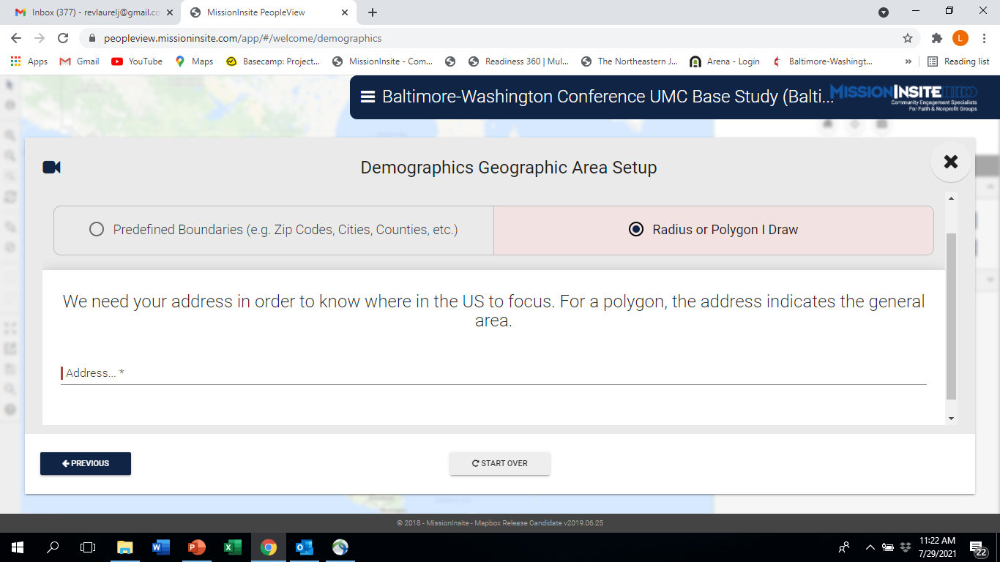 Inbox (377) - revlaurelj@gmail.co
MissionInsite PeopleView
peopleview.missioninsite.com/app/#/welcome/demographics
L
Apps
Gmail
YouTube
Maps
Basecamp: Project...
MissionInsite - Com...
Readiness 360 | Mul...
The Northeastern J...
Arena - Login
Baltimore-Washingt...
»
Reading list
Baltimore-Washington Conference UMC Base Study (Balti...
MISSIONINSITE
Community Engagement Specialists
For Faith & Nonprofit Groups
Demographics Geographic Area Setup
Predefined Boundaries (e.g. Zip Codes, Cities, Counties, etc.)
Radius or Polygon I Draw
We need your address in order to know where in the US to focus. For a polygon, the address indicates the general
area.
Address... *
PREVIOUS
START OVER
© 2018 - MissionInsite - Mapbox Release Candidate v2019.06.25
11:22 AM
7/29/2021
22